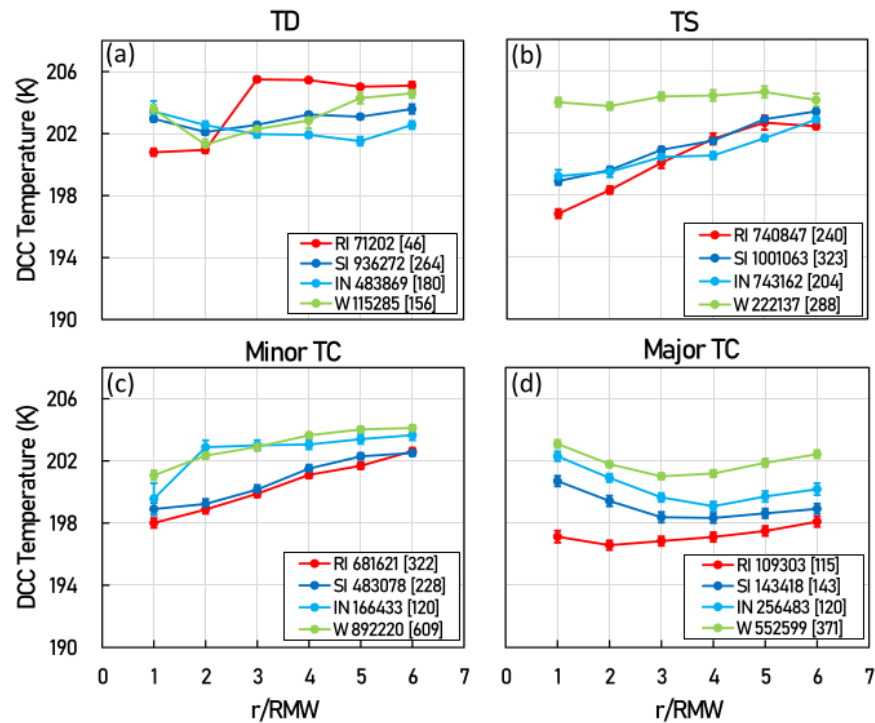 TD
TS
(a)
(b)
DCC Temperature (K)
206
202
198
194
190
RI 71202 [46]
SI 936272 [264]
IN 483869 [180]
W 115285 [156]
RI 740847 [240]
SI 1001063 [323]
IN 743162 [204]
W 222137 [288]
Minor TC
Major TC
(c)
(d)
DCC Temperature (K)
206
202
198
194
190
RI 681621 [322]
SI 483078 [228]
IN 166433 [120]
W 892220 [609]
RI 109303 [115]
SI 143418 [143]
IN 256483 [120]
W 552599 [371]
0 1 2 3 4 5 6 7
0 1 2 3 4 5 6 7
r/RMW
r/RMW